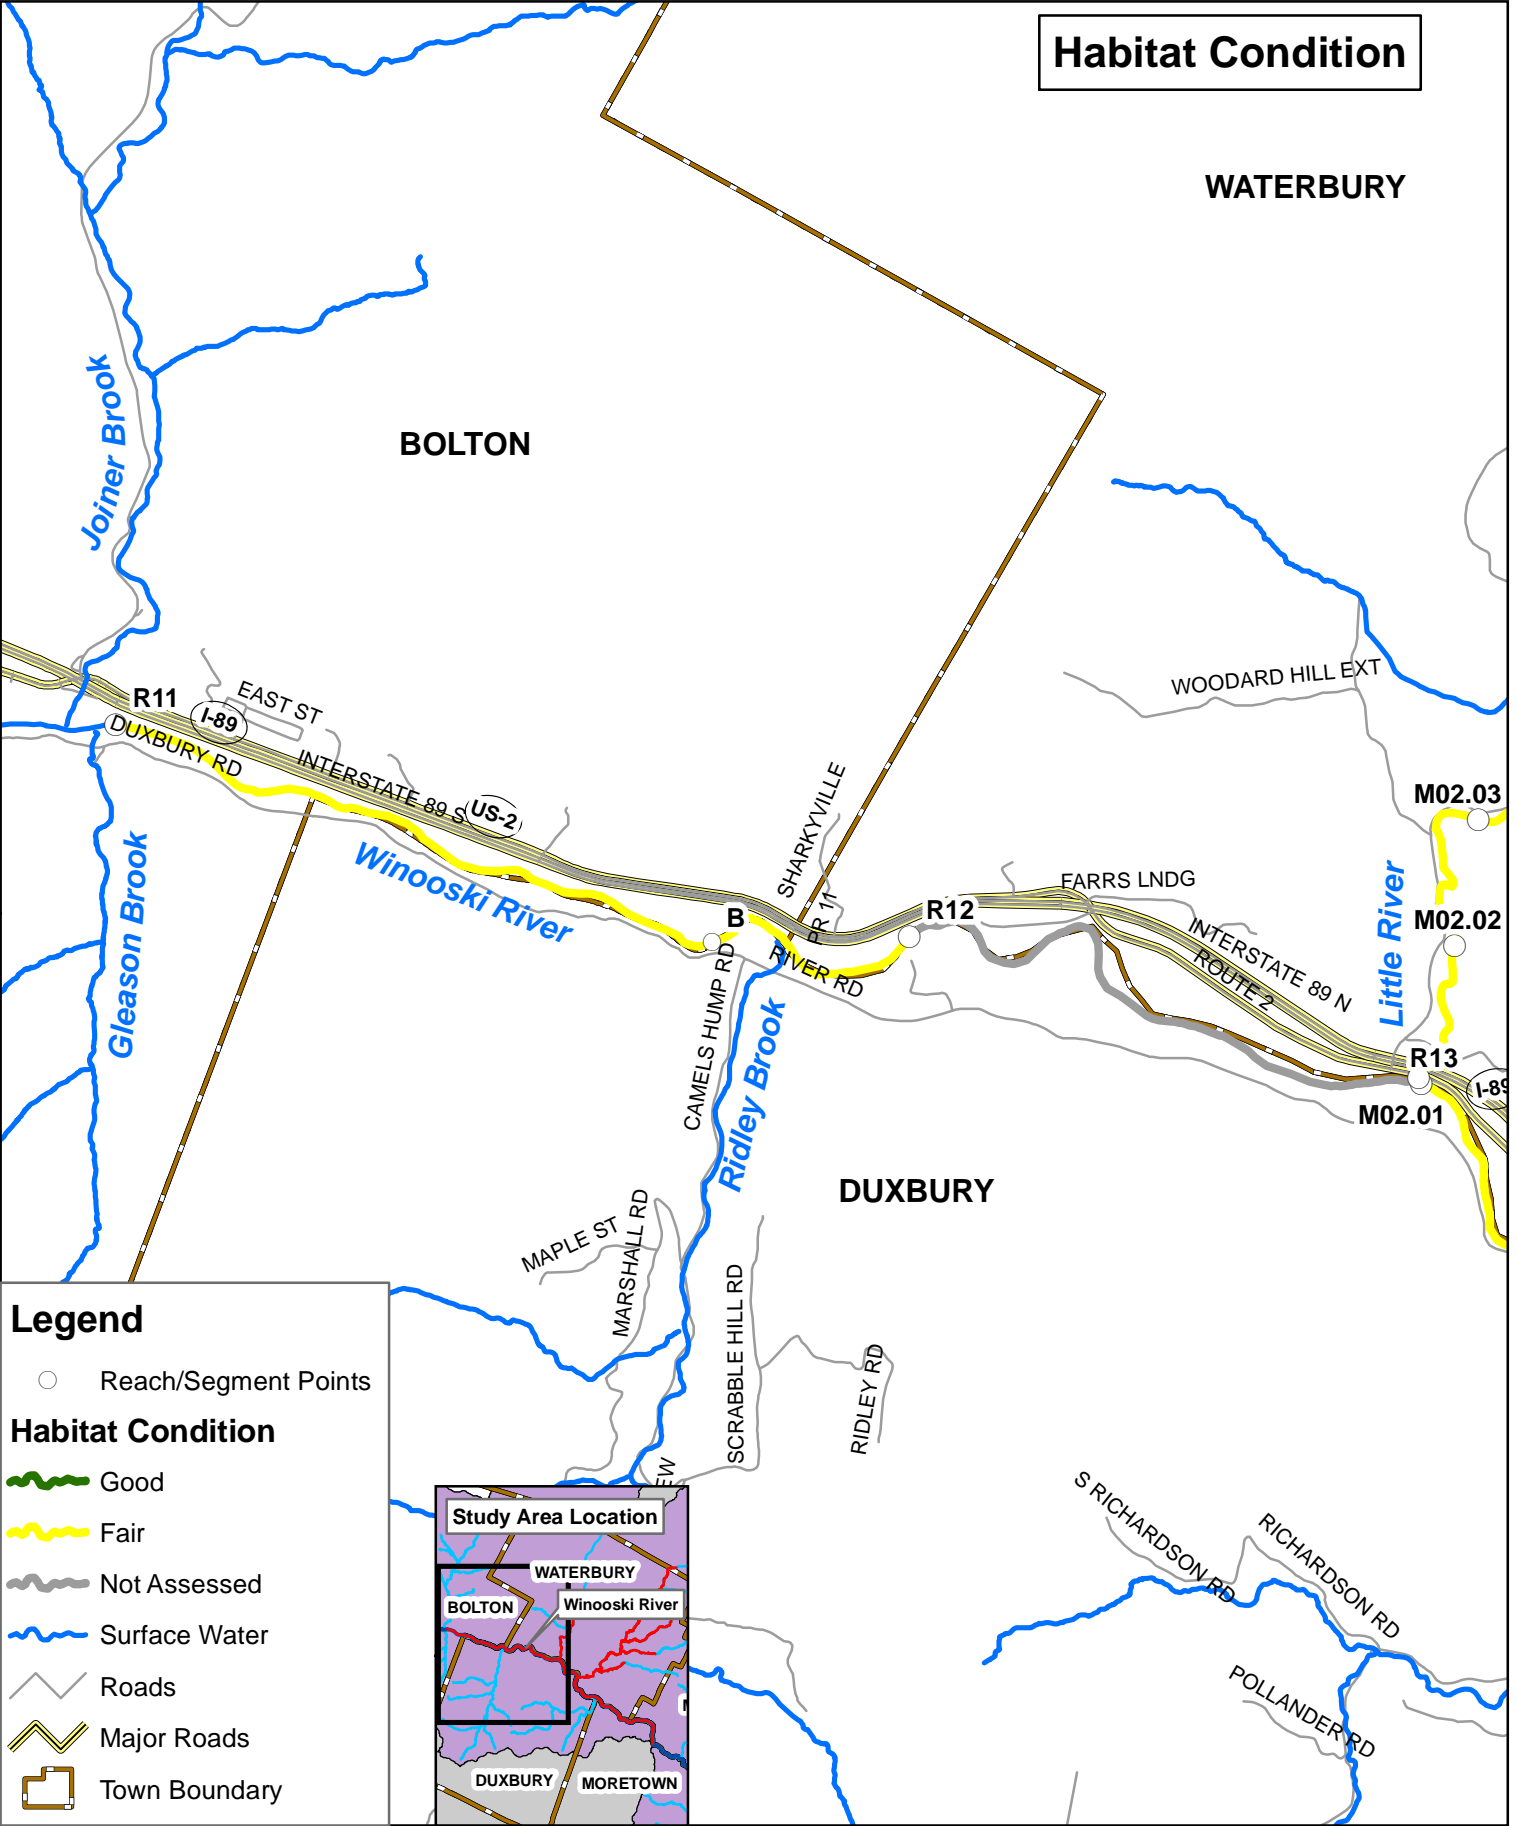 Habitat Condition
WATERBURY
BOLTON
Joiner Brook
WOODARD HILL EXT
R11
EAST ST
I-89
DUXBURY RD
INTERSTATE 89 S
US-2
SHARKYVILLE
M02.03
Winooski River
Gleason Brook
FARRS LNDG
B
PR 11
R12
M02.02
INTERSTATE 89 N
ROUTE 2
Little River
RIVER RD
CAMELS HUMP RD
Ridley Brook
R13
I-89
M02.01
DUXBURY
MAPLE ST
MARSHALL RD
SCRABBLE HILL RD
RIDLEY RD
EW
S RICHARDSON RD
RICHARDSON RD
POLLANDER RD
Legend
Reach/Segment Points
Habitat Condition
Good
Fair
Not Assessed
Surface Water
Roads
Major Roads
Town Boundary
Study Area Location
WATERBURY
BOLTON
Winooski River
DUXBURY
MORETOWN